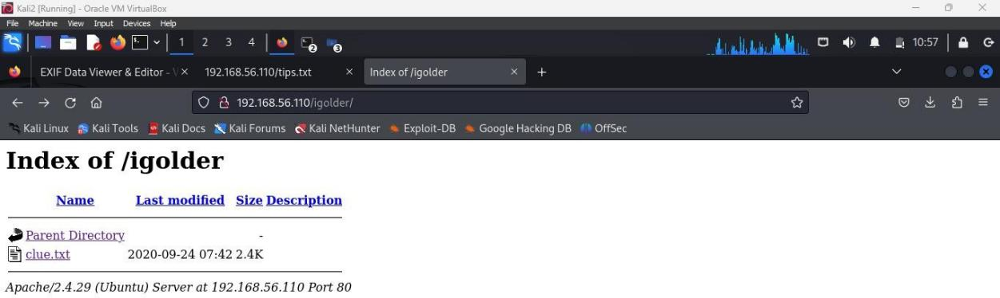 Kali2 [Running] - Oracle VM VirtualBox
File Machine View Input Devices Help
1 2 3 4 2 3 10:57
EXIF Data Viewer & Editor - V 192.168.56.110/tips.txt Index of /igolder
192.168.56.110/igolder/
Kali Linux Kali Tools Kali Docs Kali Forums Kali NetHunter Exploit-DB Google Hacking DB OffSec
Index of /igolder
Name Last modified Size Description
Parent Directory -
clue.txt 2020-09-24 07:42 2.4K
Apache/2.4.29 (Ubuntu) Server at 192.168.56.110 Port 80